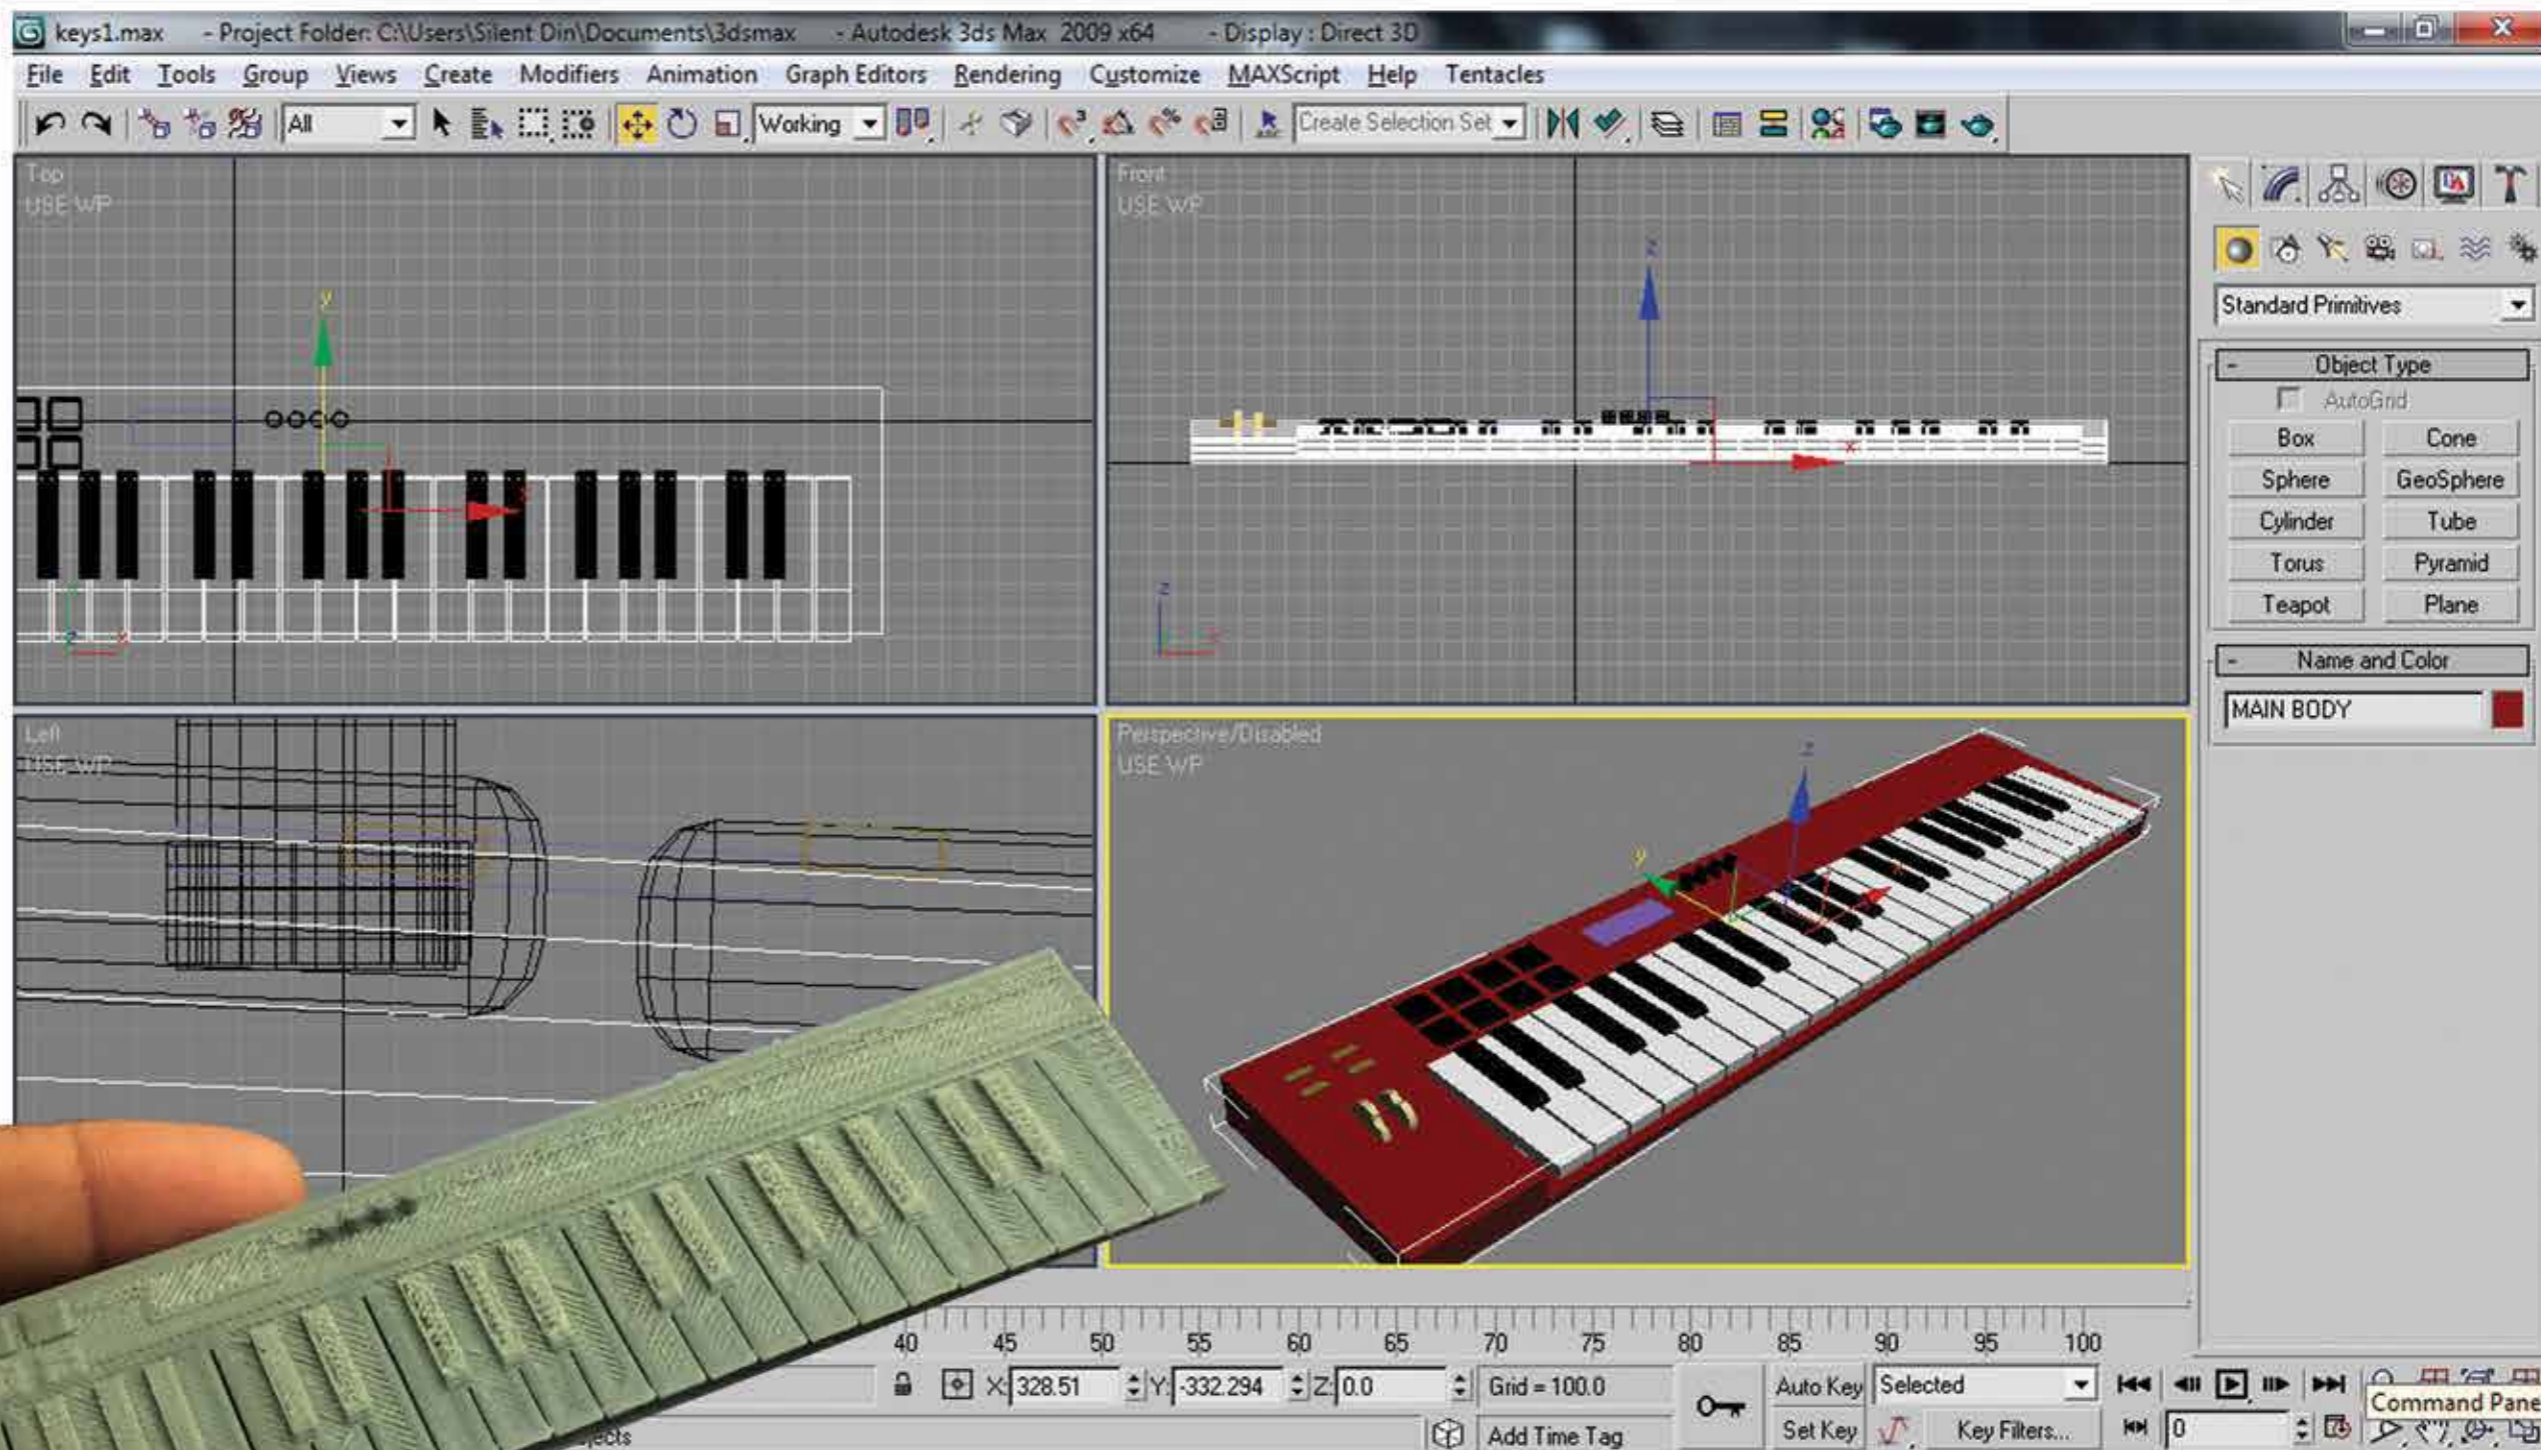 keys1.max - Project Folder: C:\Users\Silent Din\Documents\3dsmax - Autodesk 3ds Max 2009 x64 - Display : Direct 3D
File Edit Tools Group Views Create Modifiers Animation Graph Editors Rendering Customize MAXScript Help Tentacles
All Working Create Selection Set
Top
USE WP
y
x
z
x
Front
USE WP
z
x
z
x
Left
USE WP
Perspective/Disabled
USE WP
z
y
x
Standard Primitives
- Object Type
AutoGrid
Box Cone
Sphere GeoSphere
Cylinder Tube
Torus Pyramid
Teapot Plane
- Name and Color
MAIN BODY
40 45 50 55 60 65 70 75 80 85 90 95 100
X: 328.51 Y: -332.294 Z: 0.0 Grid = 100.0 Auto Key Selected
Command Pane
Add Time Tag Set Key Key Filters... 0